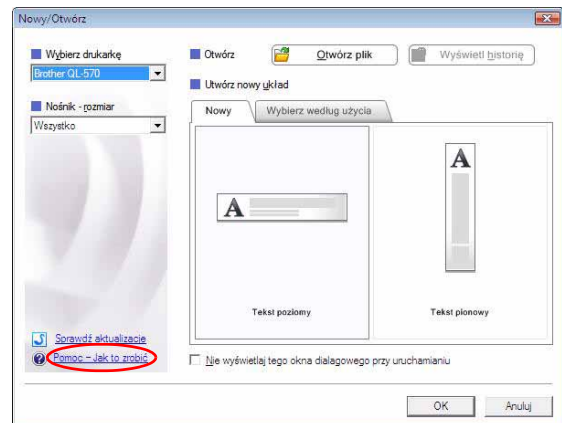 Nowy/Otwórz
Wybierz drukarkę
Brother QL-570
Nośnik - rozmiar
Wszystko
Otwórz
Otwórz plik
Wyświetl historię
Utwórz nowy układ
Nowy
Wybierz według użycia
A
A
Tekst poziomy
Tekst pionowy
Sprawdź aktualizacje
Pomoc – Jak to zrobić
Nie wyświetlaj tego okna dialagowego przy uruchamianiu
OK
Anuluj